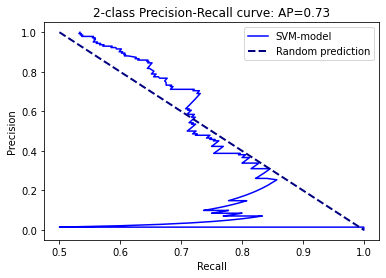 2-class Precision-Recall curve: AP=0.73
SVM-model
Random prediction
Precision
1.0
0.8
0.6
0.4
0.2
0.0
0.5 0.6 0.7 0.8 0.9 1.0
Recall